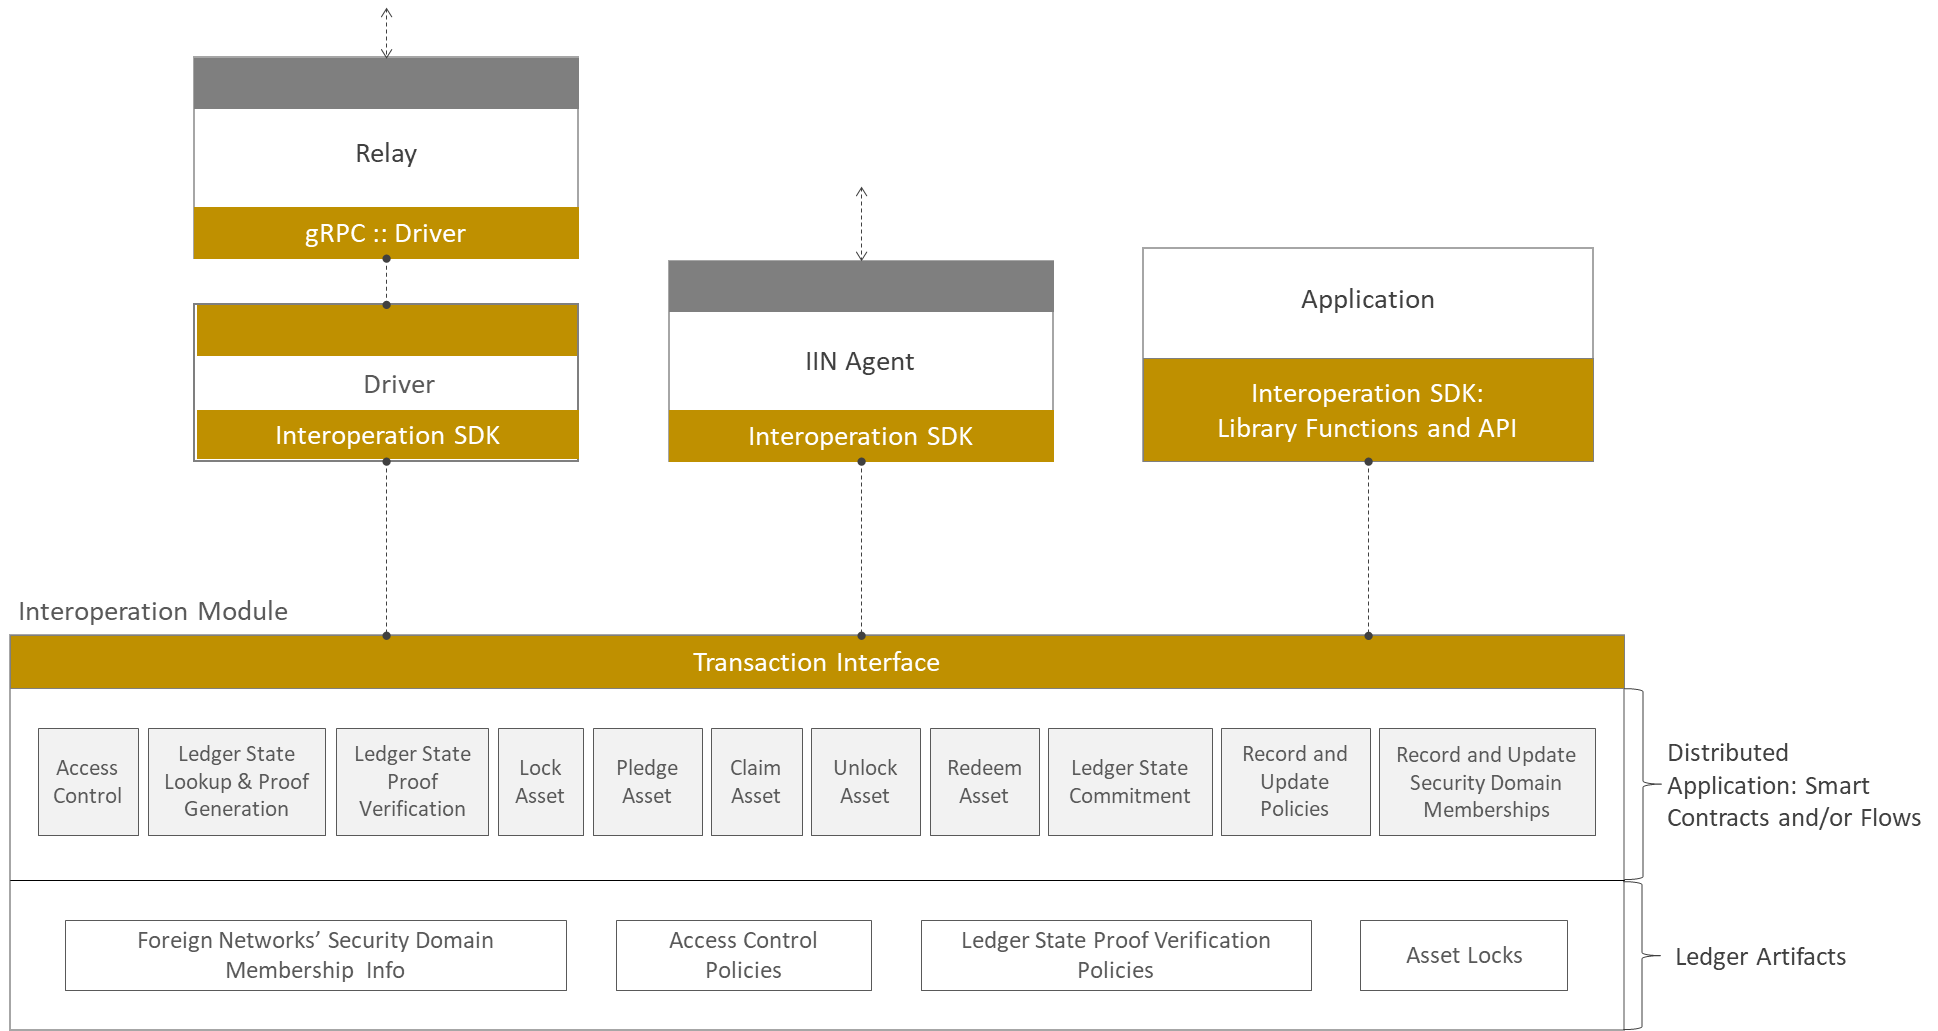 Relay
gRPC :: Driver
Driver
Interoperation SDK
IIN Agent
Interoperation SDK
Application
Interoperation SDK:
Library Functions and API
Interoperation Module
Transaction Interface
Access
Control
Ledger State
Lookup & Proof
Generation
Ledger State
Proof
Verification
Lock
Asset
Pledge
Asset
Claim
Asset
Unlock
Asset
Redeem
Asset
Ledger State
Commitment
Record and
Update
Policies
Record and Update
Security Domain
Memberships
Distributed
Application: Smart
Contracts and/or Flows
Foreign Networks’ Security Domain
Membership Info
Access Control
Policies
Ledger State Proof Verification
Policies
Asset Locks
Ledger Artifacts